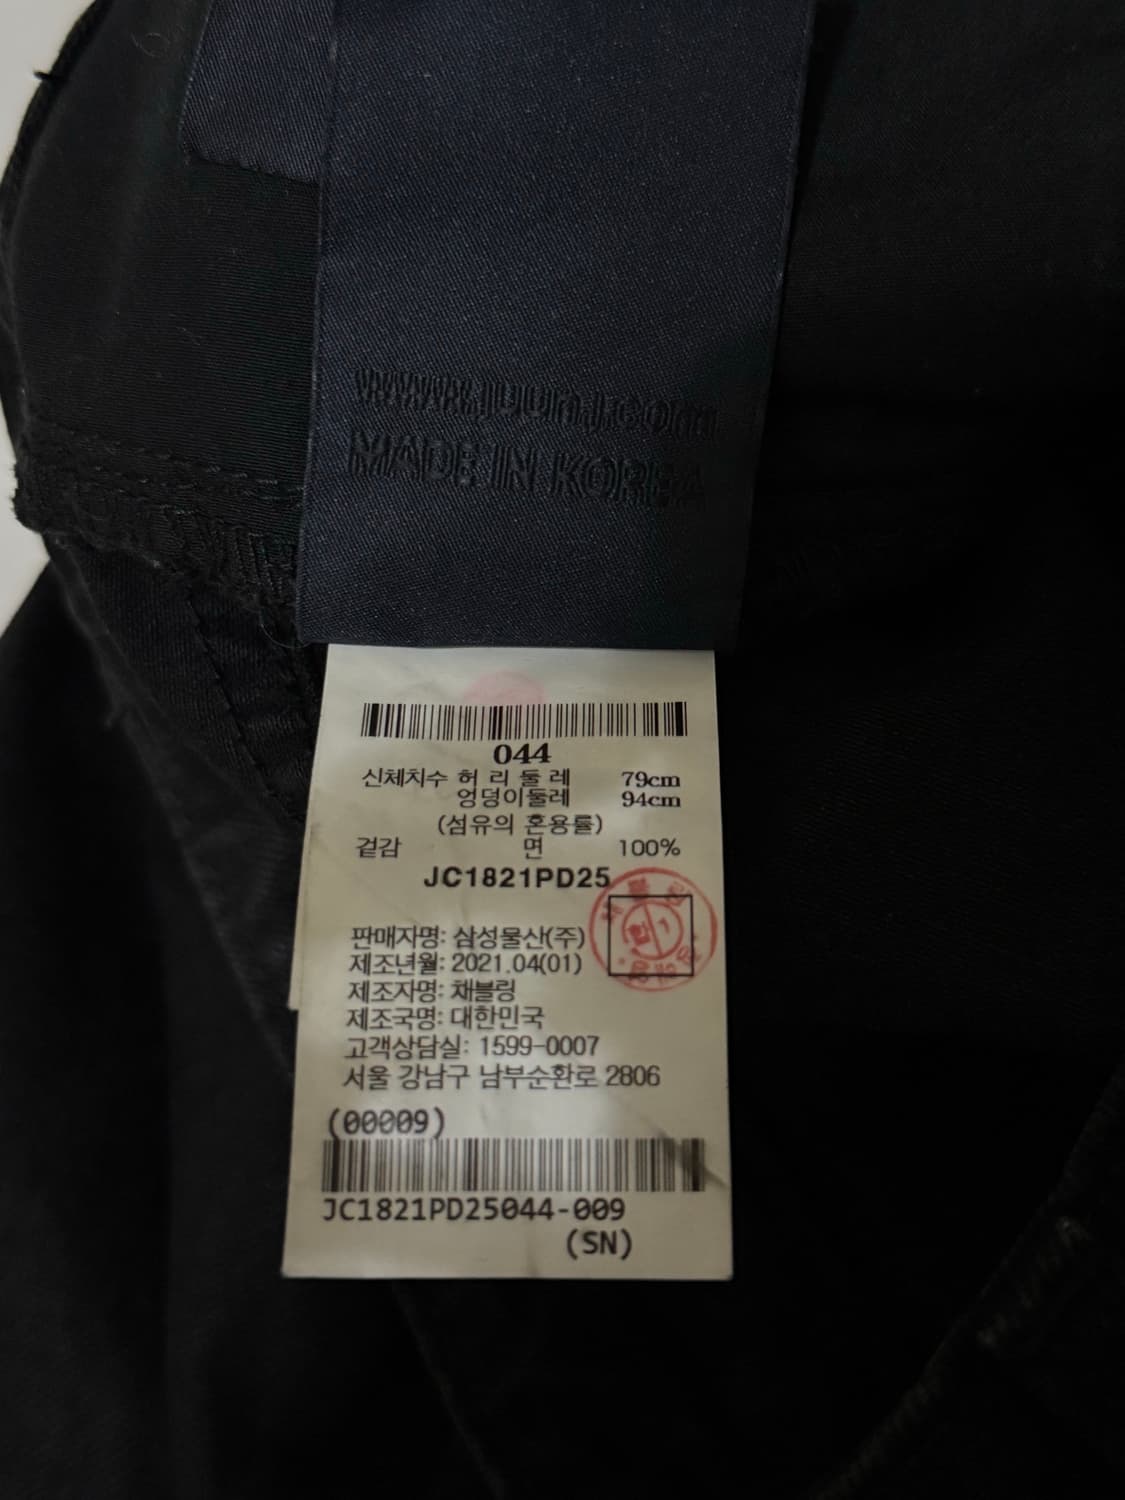 www.juunj.com
MADE IN KOREA
044
신체치수 허 리 둘 레 79cm
엉덩이둘레 94cm
(섬유의 혼용률)
겉감 면 100%
JC1821PD25
판매자명: 삼성물산(주)
제조년월: 2021.04(01)
제조자명: 채블링
제조국명: 대한민국
고객상담실: 1599-0007
서울 강남구 남부순환로 2806
(00009)
JC1821PD25044-009
(SN)